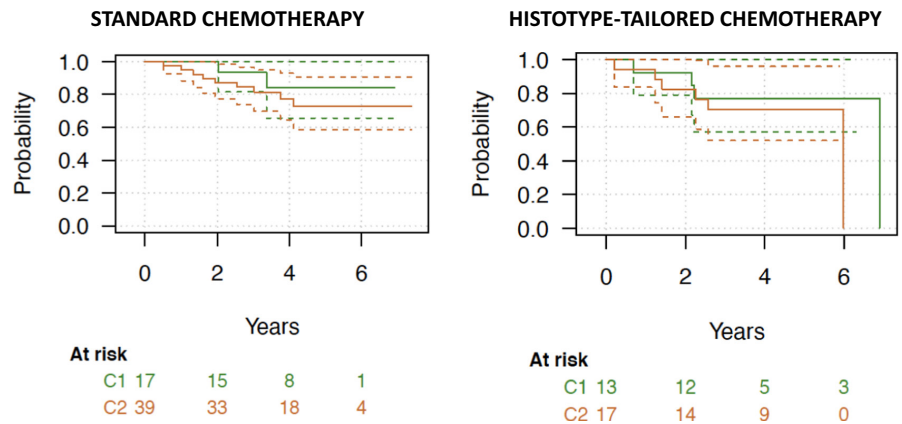 STANDARD CHEMOTHERAPY
Probability
1.0
0.8
0.6
0.4
0.2
0.0
0 2 4 6
Years
At risk
C1 17 15 8 1
C2 39 33 18 4
HISTOTYPE-TAILORED CHEMOTHERAPY
Probability
1.0
0.8
0.6
0.4
0.2
0.0
0 2 4 6
Years
At risk
C1 13 12 5 3
C2 17 14 9 0